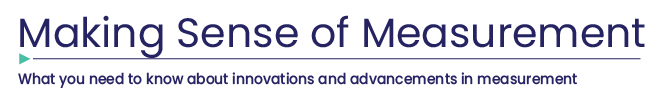 Making Sense of Measurement
What you need to know about innovations and advancements in measurement